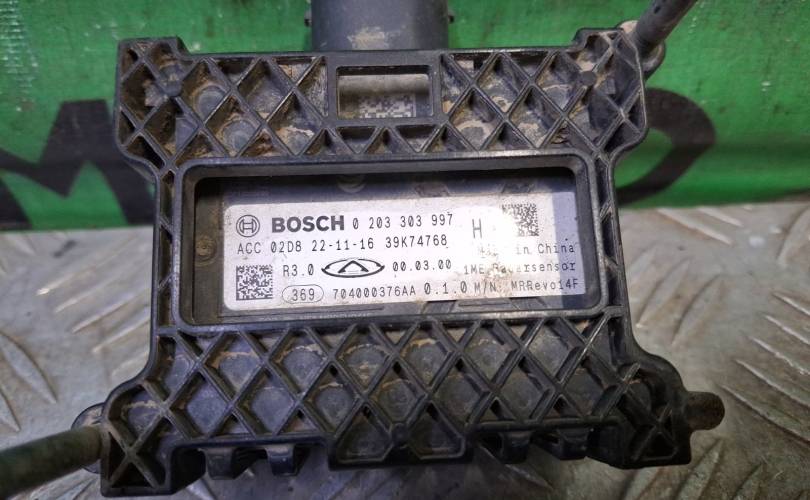 BOSCH 0 203 303 997 H
ACC 02D8 22-11-16 39K74768 in China
R3.0 00.03.00 1ME Radarsensor
369 704000376AA 0.1.0 M/N: MRRevo14F